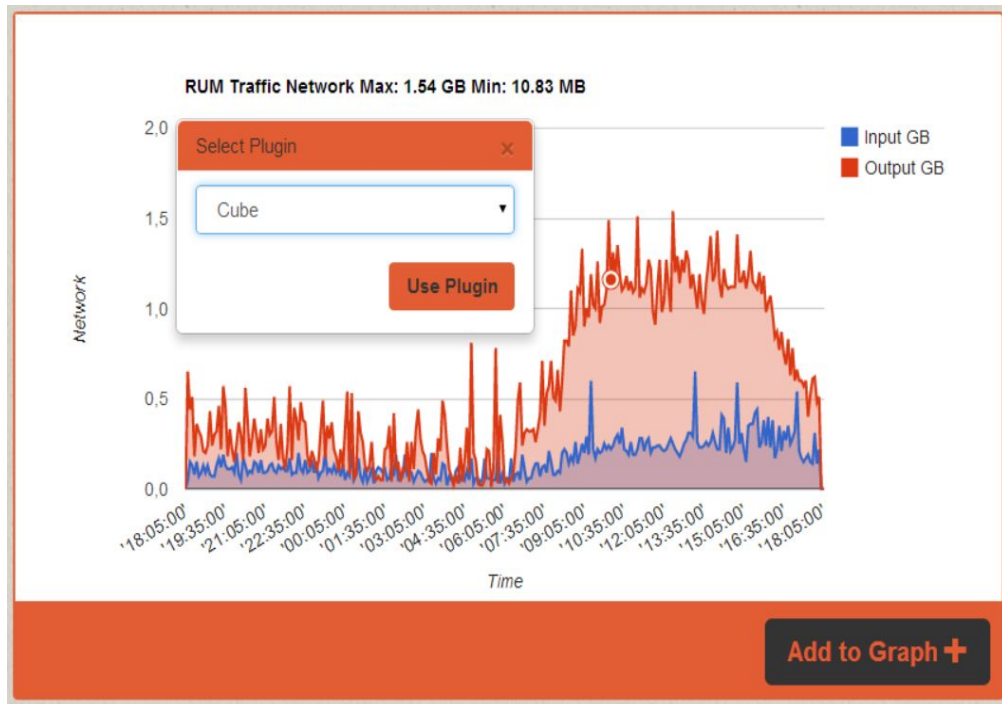 RUM Traffic Network Max: 1.54 GB Min: 10.83 MB
Select Plugin ×
Cube
Use Plugin
Input GB
Output GB
2,0
1,5
1,0
0,5
0,0
Network
'18:05:00'
'19:35:00'
'21:05:00'
'22:35:00'
'00:05:00'
'01:35:00'
'03:05:00'
'04:35:00'
'06:05:00'
'07:35:00'
'09:05:00'
'10:35:00'
'12:05:00'
'13:35:00'
'15:05:00'
'16:35:00'
'18:05:00'
Time
Add to Graph +